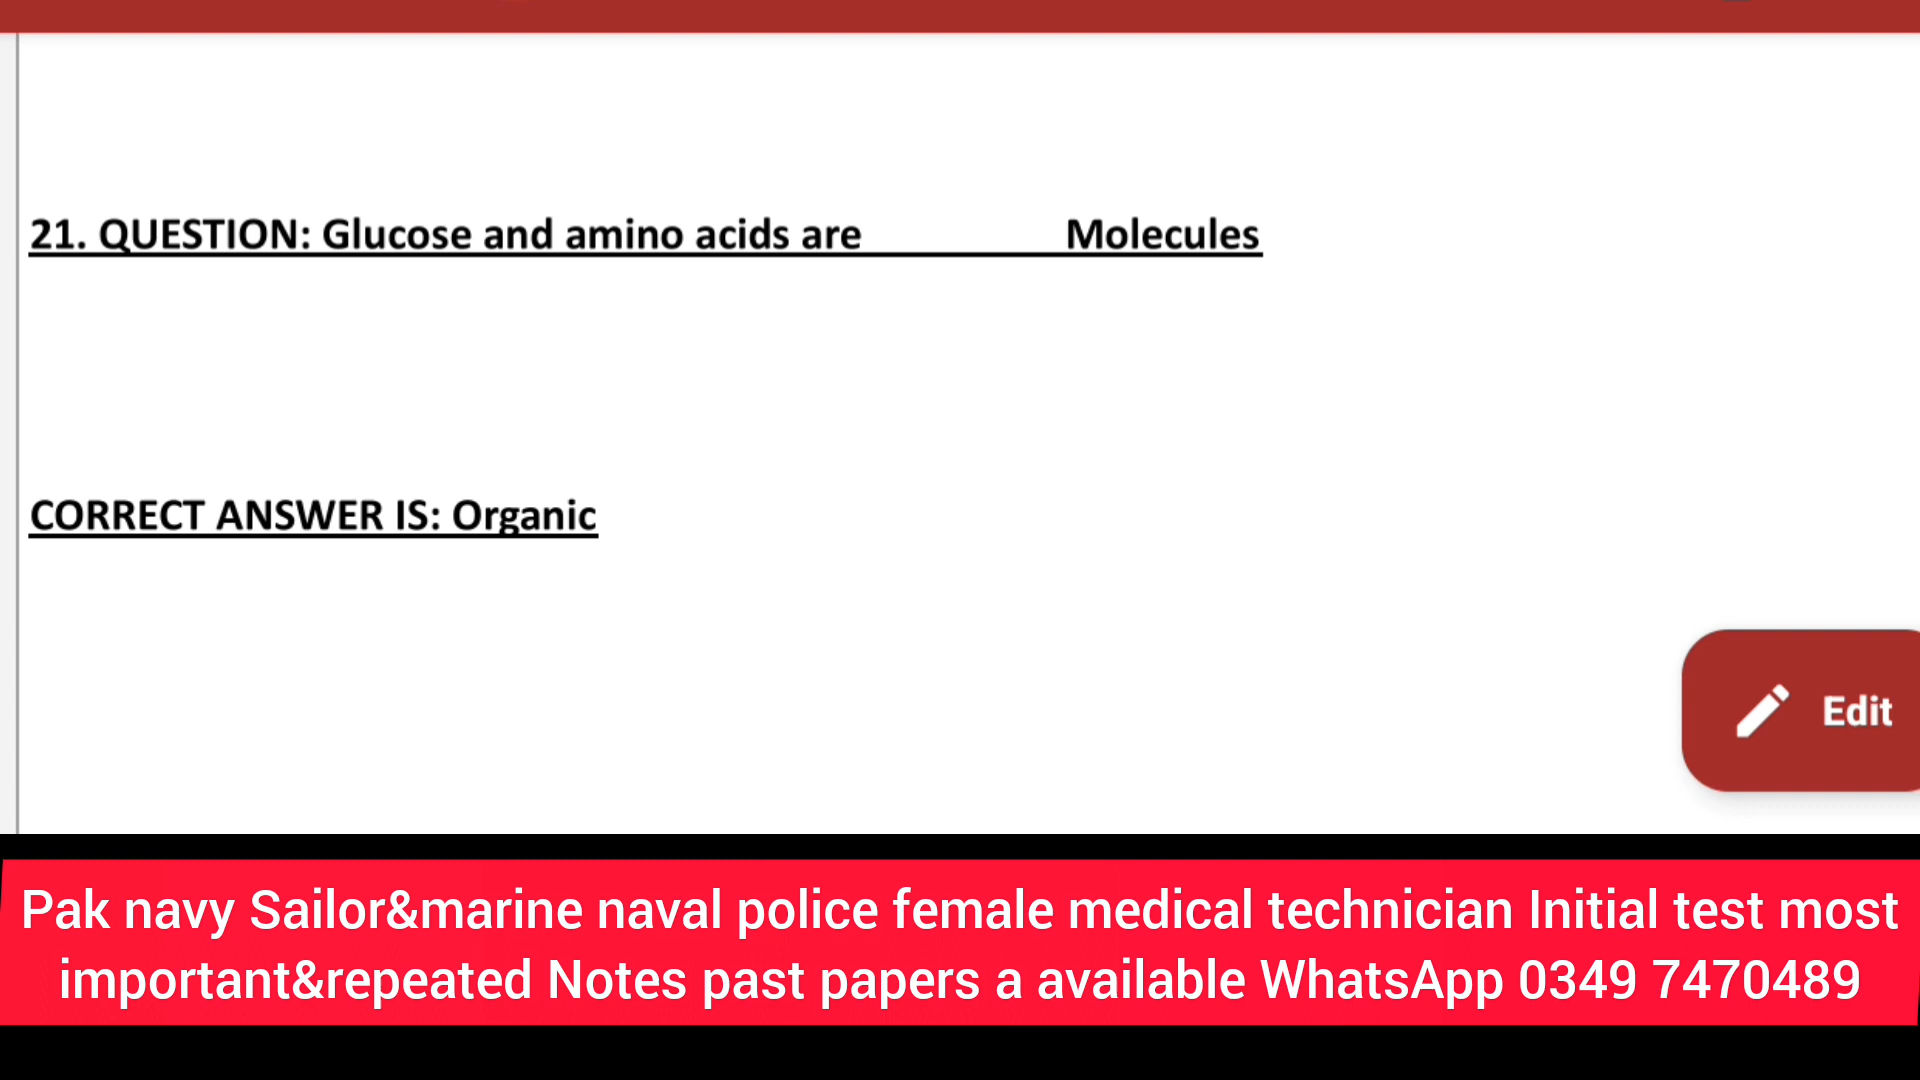 21. QUESTION: Glucose and amino acids are Molecules
CORRECT ANSWER IS: Organic
Edit
Pak navy Sailor&marine naval police female medical technician Initial test most
important&repeated Notes past papers a available WhatsApp 0349 7470489